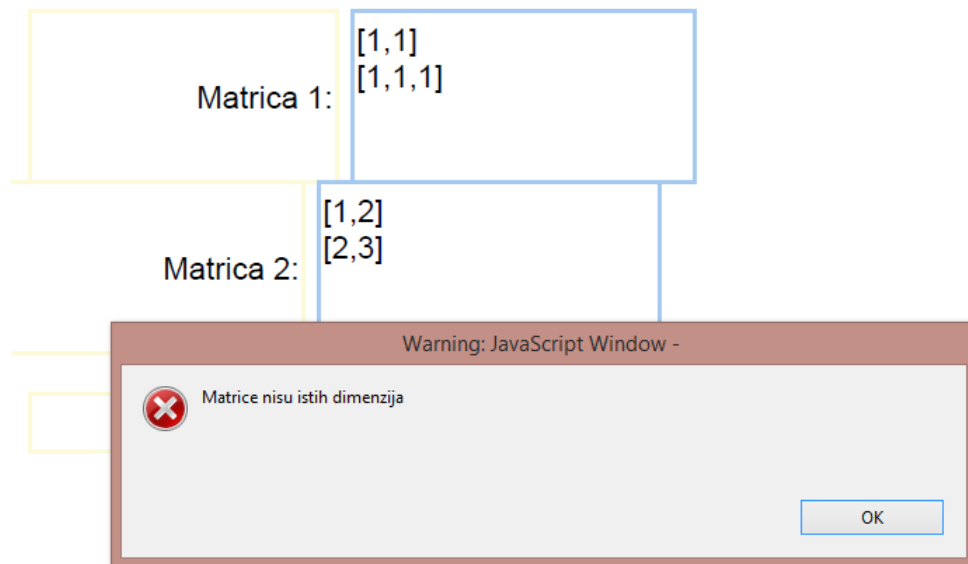 Matrica 1:
[1,1]
[1,1,1]
Matrica 2:
[1,2]
[2,3]
Warning: JavaScript Window -
Matrice nisu istih dimenzija
OK